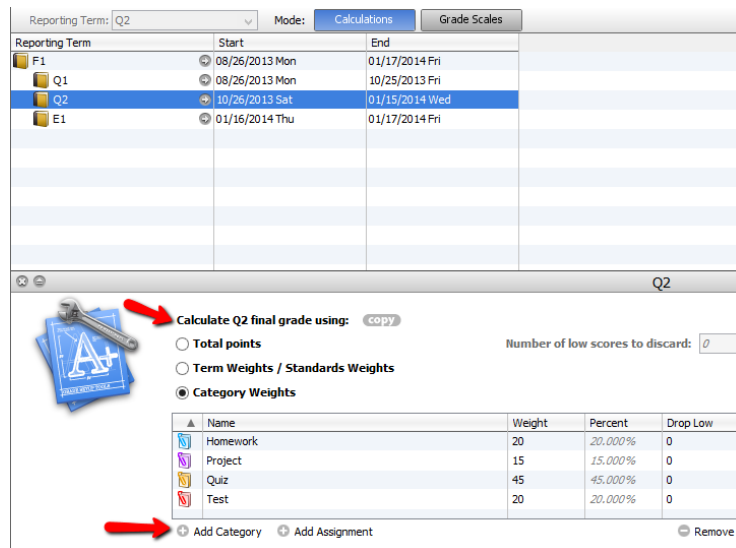 Reporting Term: Q2 Mode: Calculations Grade Scales
Reporting Term Start End
F1 08/26/2013 Mon 01/17/2014 Fri
Q1 08/26/2013 Mon 10/25/2013 Fri
Q2 10/26/2013 Sat 01/15/2014 Wed
E1 01/16/2014 Thu 01/17/2014 Fri
Q2
Calculate Q2 final grade using: copy
Total points Number of low scores to discard: 0
Term Weights / Standards Weights
Category Weights
Name Weight Percent Drop Low
Homework 20 20.000% 0
Project 15 15.000% 0
Quiz 45 45.000% 0
Test 20 20.000% 0
Add Category Add Assignment Remove
A+